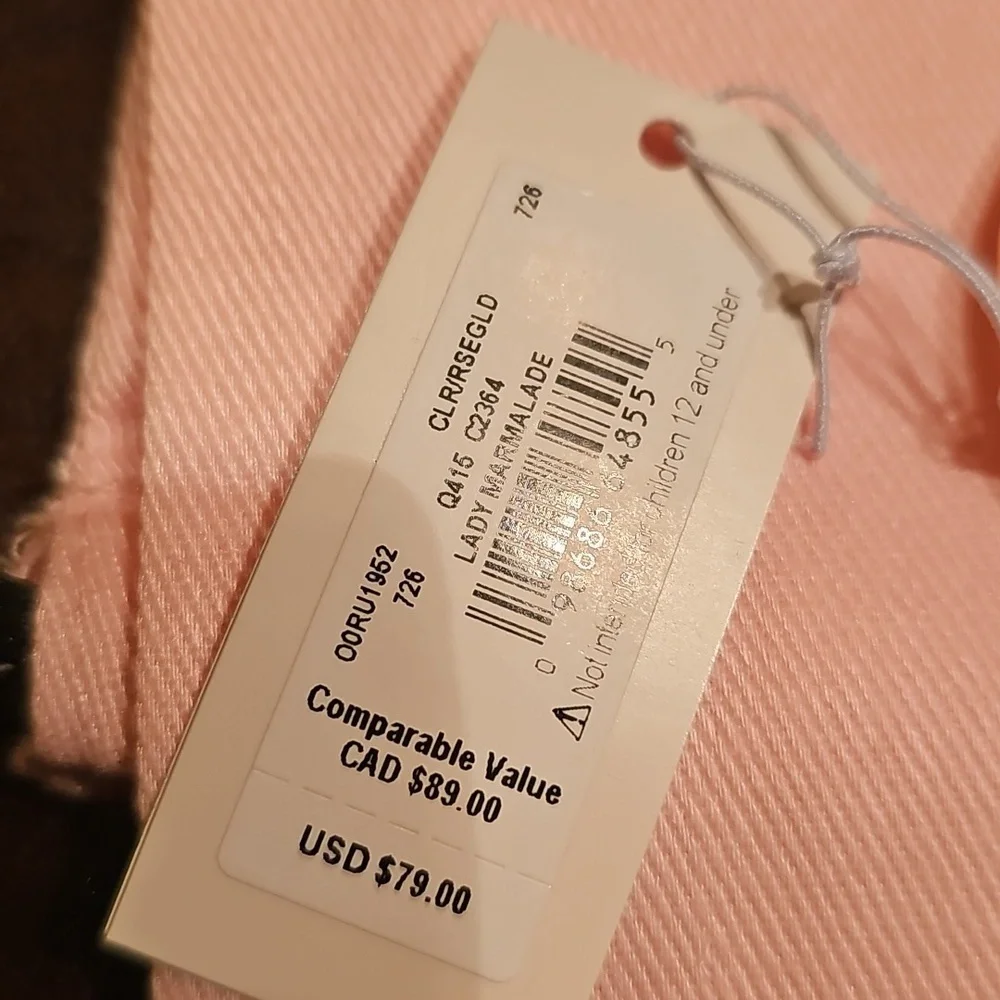 726
CLR/RSEGLD
Q415 C2364
LADY MARMALADE
0 98686 64855 5
⚠ Not intended for children 12 and under
O0RU1952
726
Comparable Value
CAD $89.00
USD $79.00